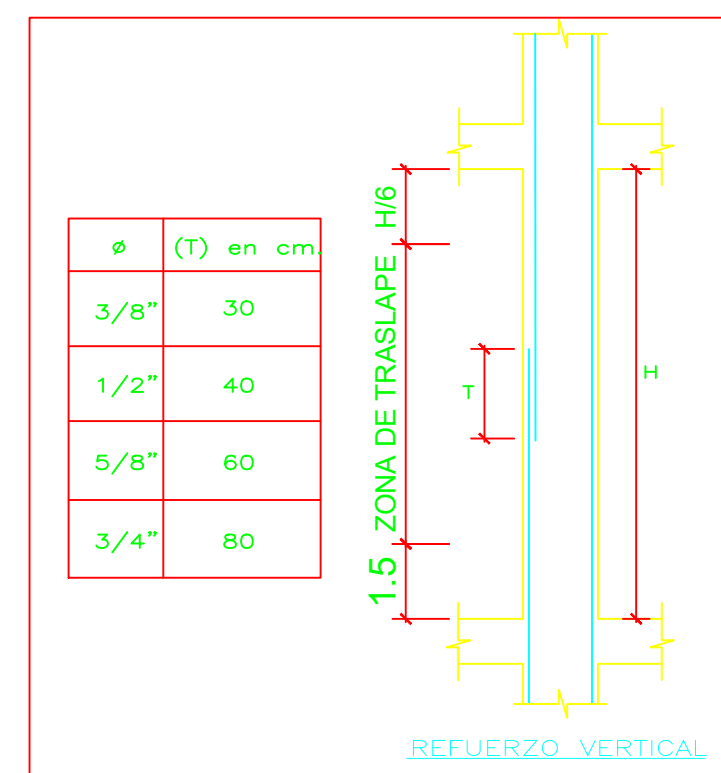 ø (T) en cm.
3/8" 30
1/2" 40
5/8" 60
3/4" 80
H/6
ZONA DE TRASLAPE
1.5
T
H
REFUERZO VERTICAL